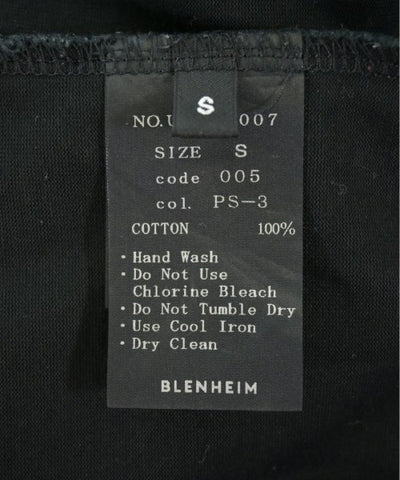 S
NO.U 007
SIZE S
code 005
col. PS-3
COTTON 100%
・Hand Wash
・Do Not Use
Chlorine Bleach
・Do Not Tumble Dry
・Use Cool Iron
・Dry Clean
BLENHEIM